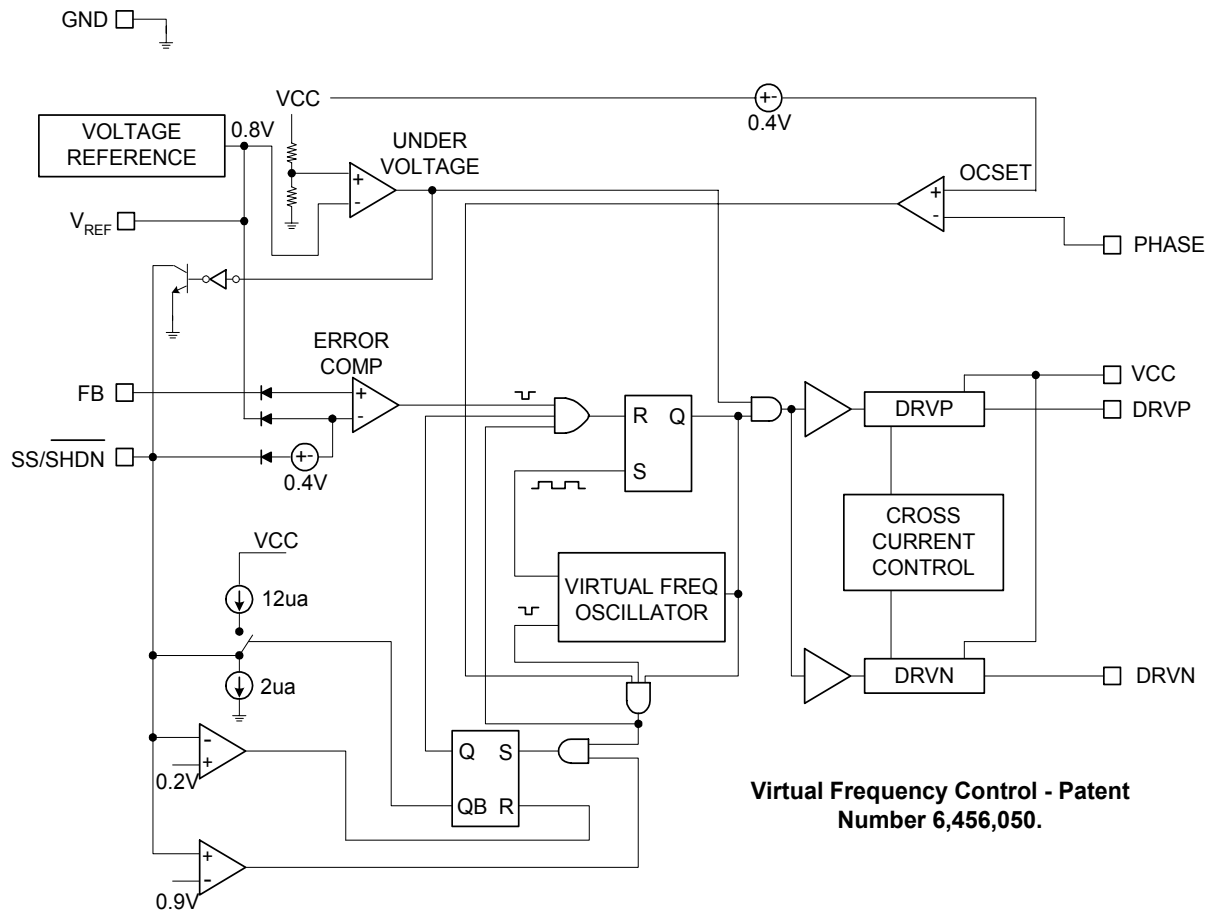 GND
VCC
+-
0.4V
VOLTAGE
REFERENCE
0.8V
UNDER
VOLTAGE
+
-
OCSET
+
-
VREF
PHASE
ERROR
COMP
FB
+
-
SS/SHDN
+-
0.4V
R Q
S
DRVP
VCC
DRVP
CROSS
CURRENT
CONTROL
VCC
12ua
2ua
VIRTUAL FREQ
OSCILLATOR
DRVN
DRVN
-
+
0.2V
Q S
QB R
+
-
0.9V
Virtual Frequency Control - Patent
Number 6,456,050.